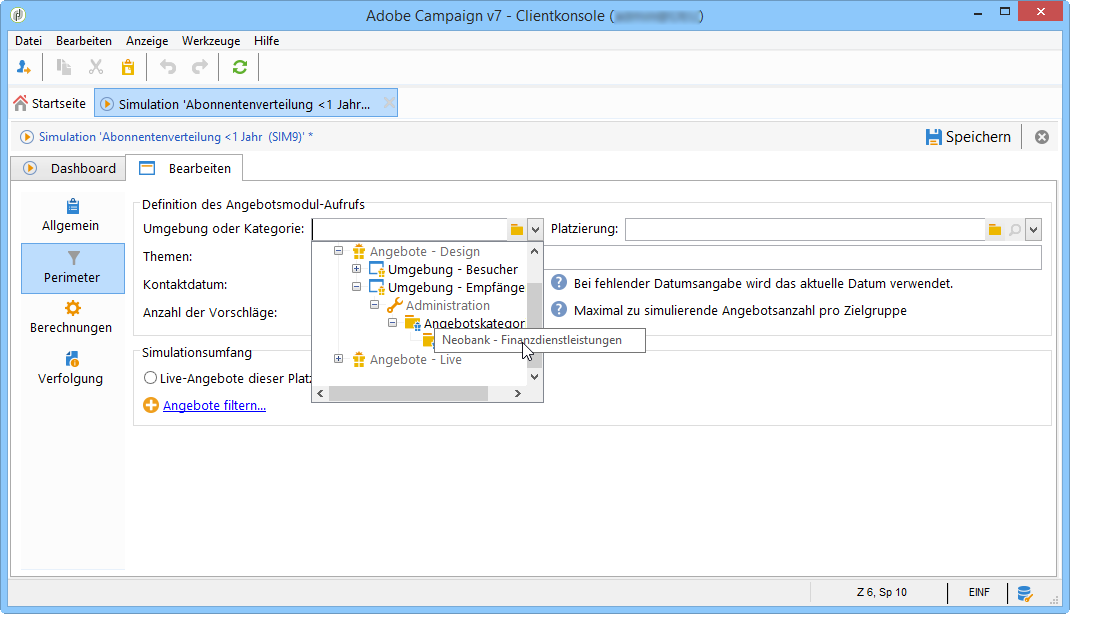 Adobe Campaign v7 - Clientkonsole (
)
Datei Bearbeiten Anzeige Werkzeuge Hilfe
Startseite Simulation 'Abonnentenverteilung <1 Jahr...
Simulation 'Abonnentenverteilung <1 Jahr (SIM9)' *
Speichern
Dashboard Bearbeiten
Allgemein
Perimeter
Berechnungen
Verfolgung
Definition des Angebotsmodul-Aufrufs
Umgebung oder Kategorie: Platzierung:
Themen:
Kontaktdatum:
Anzahl der Vorschläge:
Angebote - Design
Umgebung - Besucher
Umgebung - Empfänge
Administration
Angebotskategor
Neobank - Finanzdienstleistungen
Angebote - Live
Bei fehlender Datumsangabe wird das aktuelle Datum verwendet.
Maximal zu simulierende Angebotsanzahl pro Zielgruppe
Simulationsumfang
Live-Angebote dieser Platz
Angebote filtern...
Z 6, Sp 10 EINF